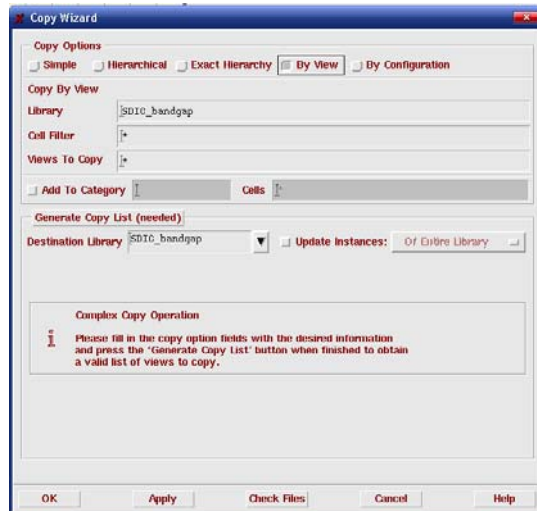 Copy Wizard
Copy Options
Simple Hierarchical Exact Hierarchy By View By Configuration
Copy By View
Library SDIC_bandgap
Cell Filter *
Views To Copy *
Add To Category Cells *
Generate Copy List (needed)
Destination Library SDIC_bandgap Update Instances: Of Entire Library
Complex Copy Operation
Please fill in the copy option fields with the desired information
and press the 'Generate Copy List' button when finished to obtain
a valid list of views to copy.
OK Apply Check Files Cancel Help